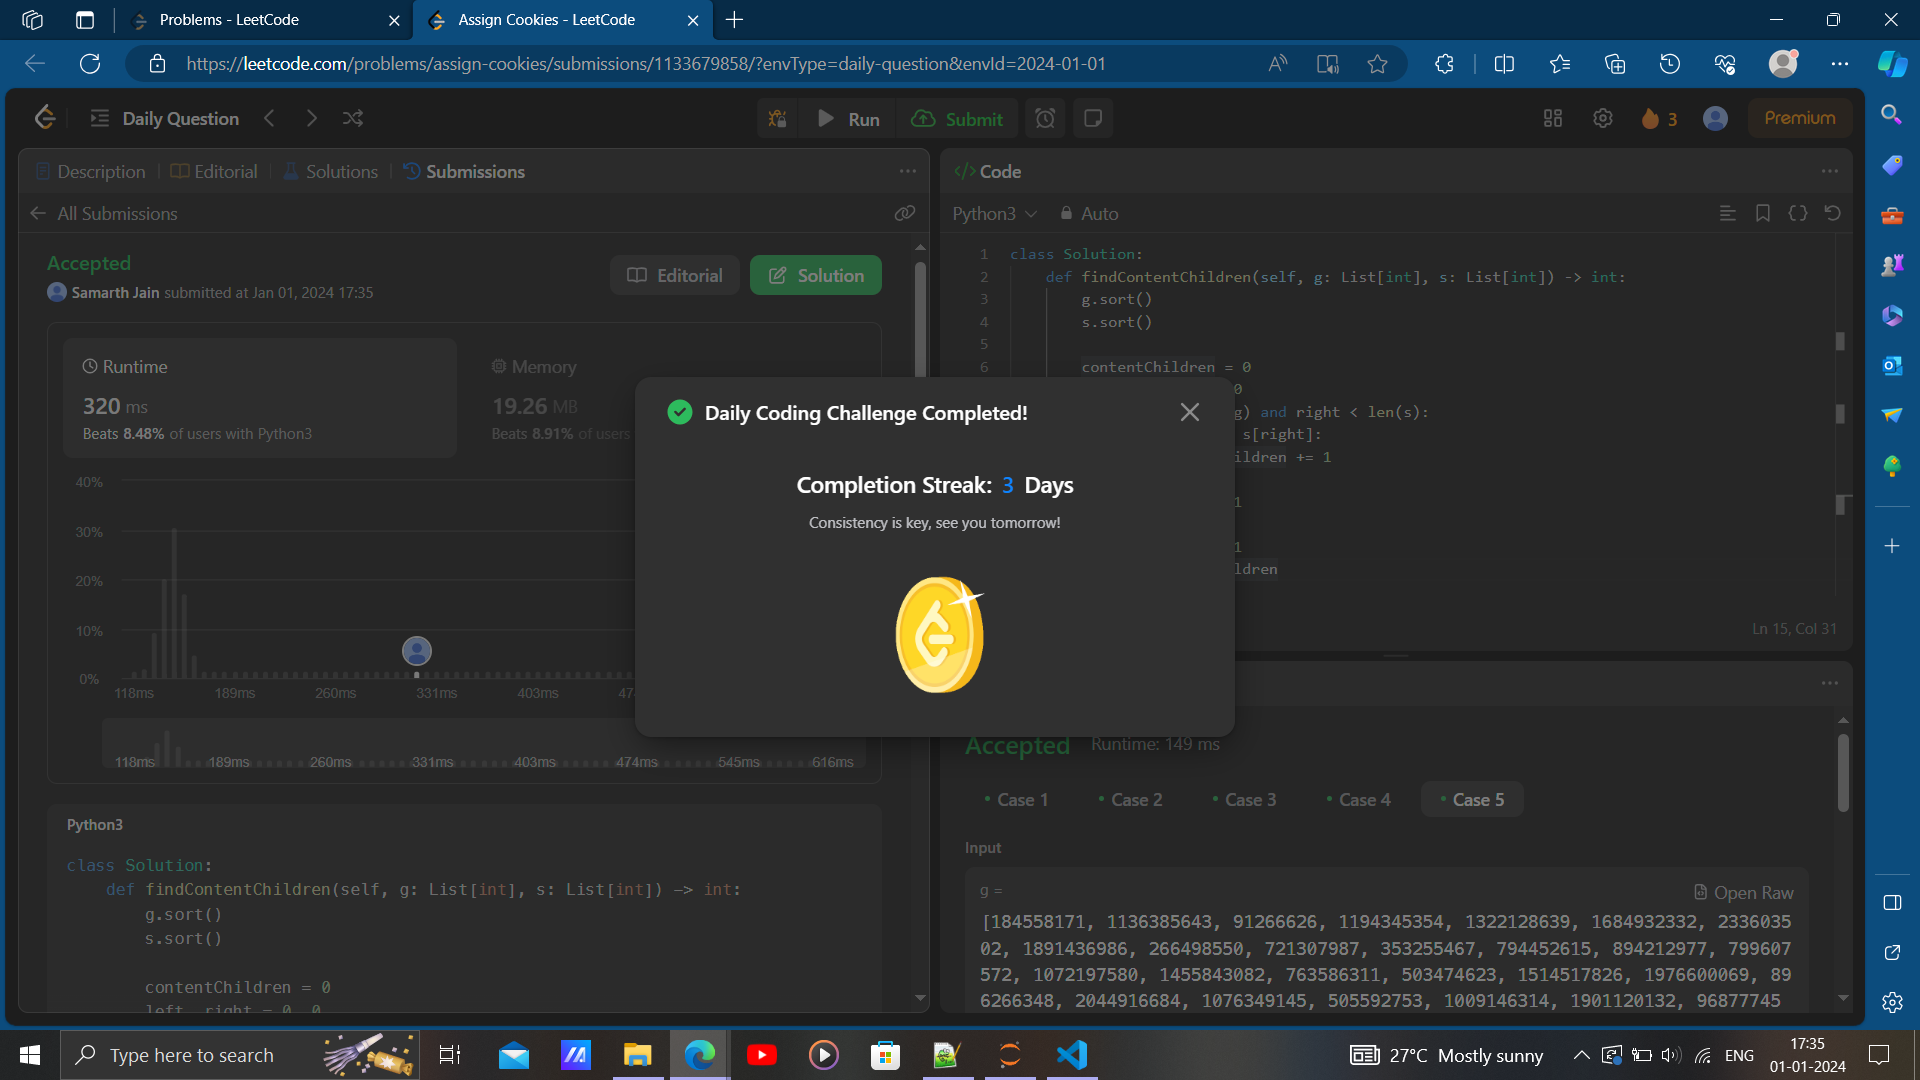 Problems - LeetCode
Assign Cookies - LeetCode
https://leetcode.com/problems/assign-cookies/submissions/1133679858/?envType=daily-question&envId=2024-01-01
Daily Question
Run
Submit
3
Premium
Description
Editorial
Solutions
Submissions
All Submissions
Accepted
Samarth Jain submitted at Jan 01, 2024 17:35
Editorial
Solution
Runtime
320 ms
Beats 8.48% of users with Python3
Memory
19.26 MB
Beats 8.91% of users
40%
30%
20%
10%
0%
118ms
189ms
260ms
331ms
403ms
47
118ms
189ms
260ms
331ms
403ms
474ms
545ms
616ms
Python3
class Solution:
def findContentChildren(self, g: List[int], s: List[int]) -> int:
g.sort()
s.sort()
contentChildren = 0
left, right = 0, 0
Daily Coding Challenge Completed!
Completion Streak: 3 Days
Consistency is key, see you tomorrow!
</> Code
Python3
Auto
1 class Solution:
2 def findContentChildren(self, g: List[int], s: List[int]) -> int:
3 g.sort()
4 s.sort()
5
6 contentChildren = 0
0
g) and right < len(s):
s[right]:
ildren += 1
1
1
ldren
Ln 15, Col 31
Accepted
Runtime: 149 ms
Case 1
Case 2
Case 3
Case 4
Case 5
Input
g =
Open Raw
[184558171, 1136385643, 91266626, 1194345354, 1322128639, 1684932332, 2336035
02, 1891436986, 266498550, 721307987, 353255467, 794452615, 894212977, 799607
572, 1072197580, 1455843082, 763586311, 503474623, 1514517826, 1976600069, 89
6266348, 2044916684, 1076349145, 505592753, 1009146314, 1901120132, 96877745
Type here to search
27°C Mostly sunny
ENG
17:35
01-01-2024